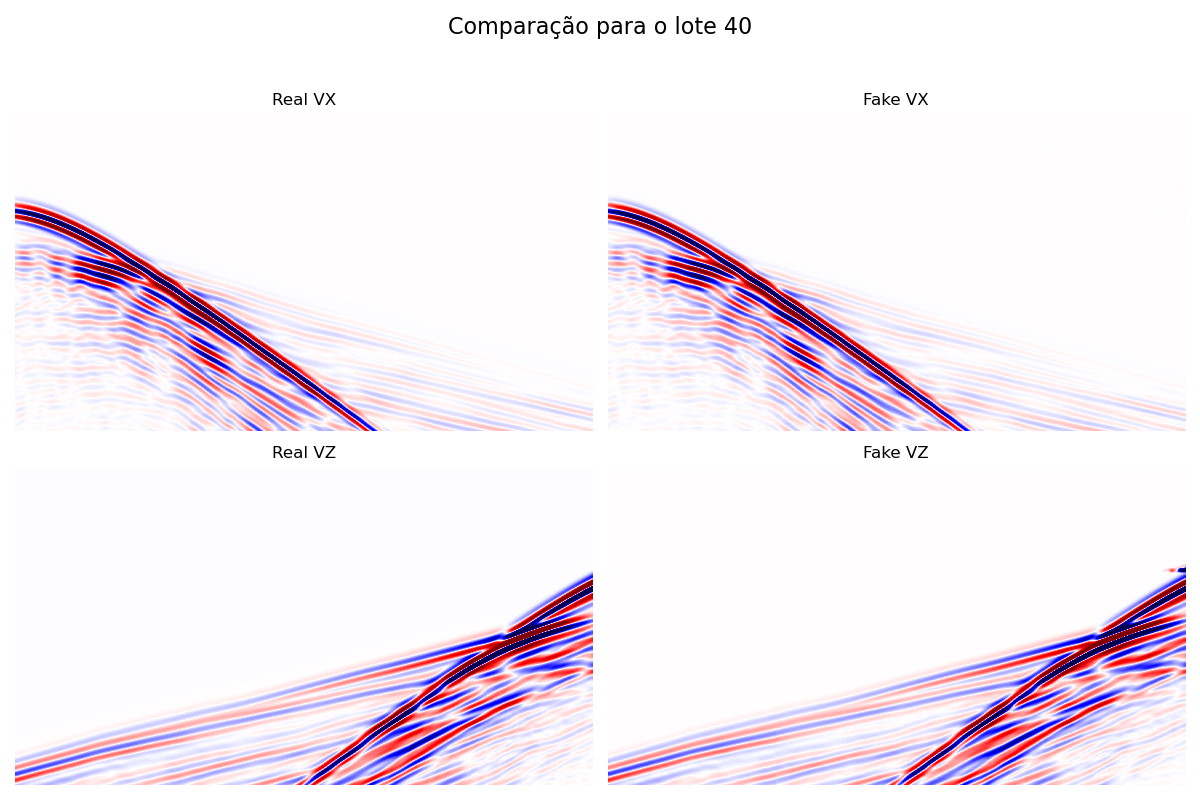 Comparação para o lote 40
Real VX
Fake VX
Real VZ
Fake VZ